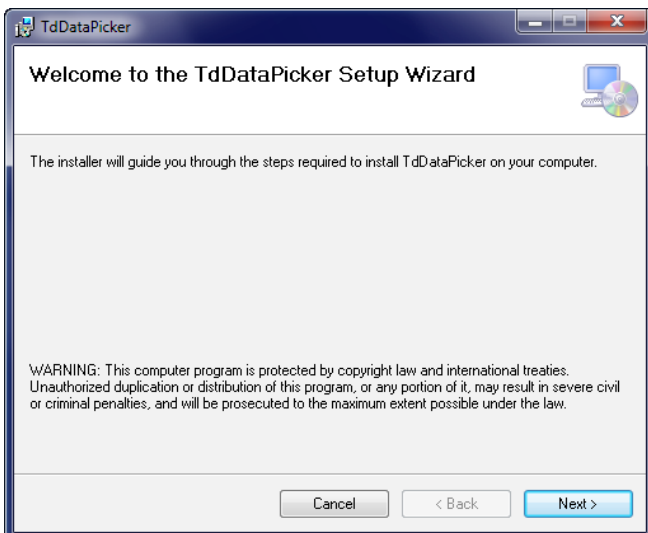 TdDataPicker
Welcome to the TdDataPicker Setup Wizard
The installer will guide you through the steps required to install TdDataPicker on your computer.
WARNING: This computer program is protected by copyright law and international treaties.
Unauthorized duplication or distribution of this program, or any portion of it, may result in severe civil
or criminal penalties, and will be prosecuted to the maximum extent possible under the law.
Cancel
< Back
Next >